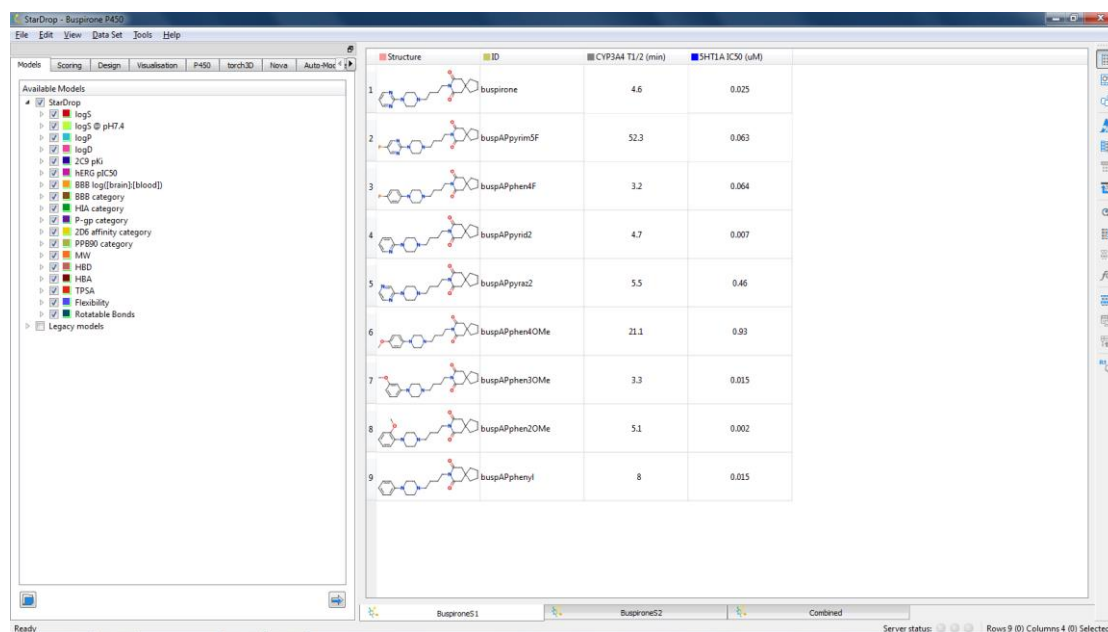 StarDrop - Buspirone P450
File Edit View Data Set Tools Help
Models Scoring Design Visualisation P450 torch3D Nova
Available Models
StarDrop
logS
logS @ pH7.4
logP
logD
2C9 pKi
hERG pIC50
BBB log([brain]:[blood])
BBB category
HIA category
P-gp category
2D6 affinity category
PPB90 category
MW
HBD
HBA
TPSA
Flexibility
Rotatable Bonds
Legacy models
Structure ID CYP3A4 T1/2 (min) 5HT1A IC50 (uM)
1 buspirone 4.6 0.025
2 buspAPpyrim5F 52.3 0.063
3 buspAPphen4F 3.2 0.064
4 buspAPpyrid2 4.7 0.007
5 buspAPpyraz2 5.5 0.46
6 buspAPphen4OMe 21.1 0.93
7 buspAPphen3OMe 3.3 0.015
8 buspAPphen2OMe 5.1 0.002
9 buspAPphenyl 8 0.015
BuspironeS1 BuspironeS2 Combined
Ready Server status: Rows 9 (0) Columns 4 (0) Selected